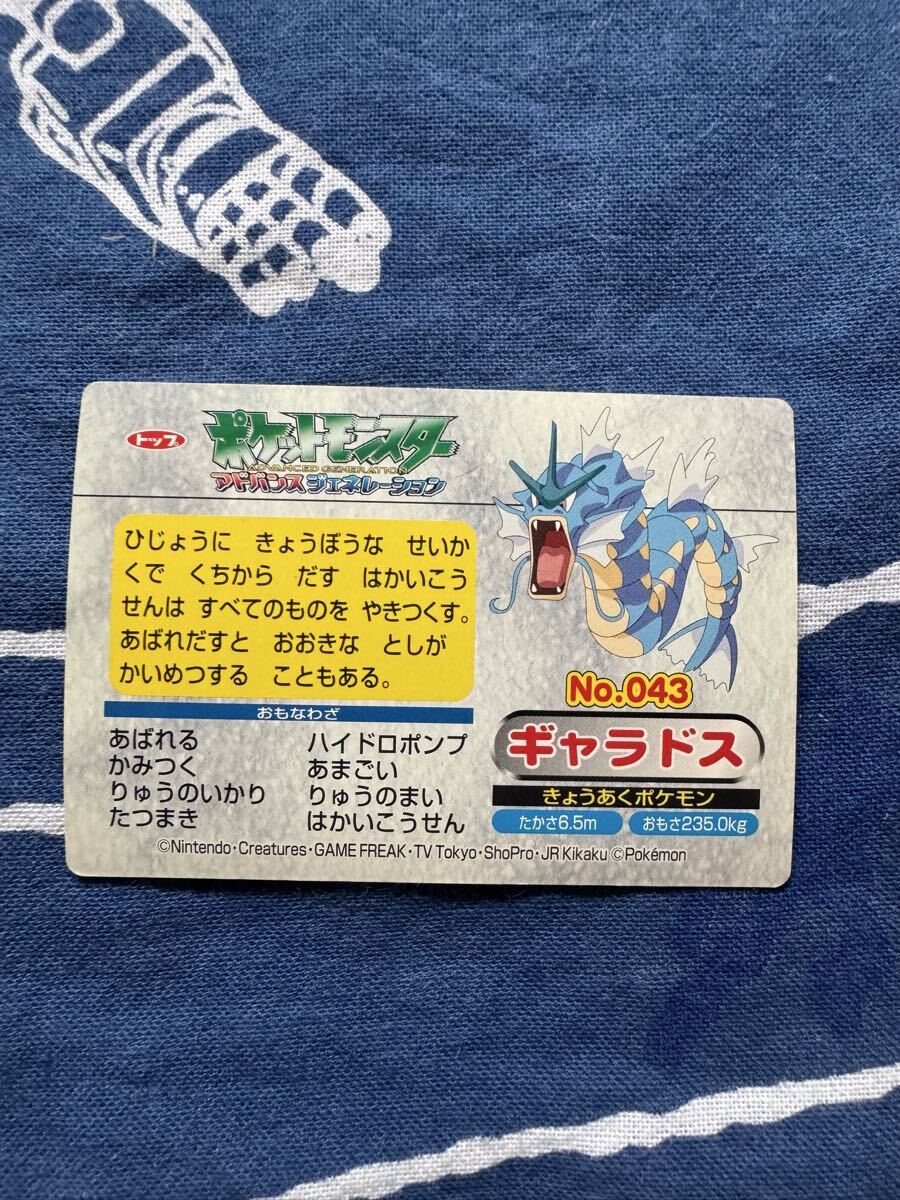 トップ
ポケットモンスター
ADVANCED GENERATION
アドバンスジェネレーション
ひじょうに きょうぼうな せいか
くで くちから だす はかいこう
せんは すべてのものを やきつくす。
あばれだすと おおきな としが
かいめつする こともある。
おもなわざ
あばれる
かみつく
りゅうのいかり
たつまき
ハイドロポンプ
あまごい
りゅうのまい
はかいこうせん
No.043
ギャラドス
きょうあくポケモン
たかさ6.5m おもさ235.0kg
©Nintendo・Creatures・GAME FREAK・TV Tokyo・ShoPro・JR Kikaku ©Pokémon